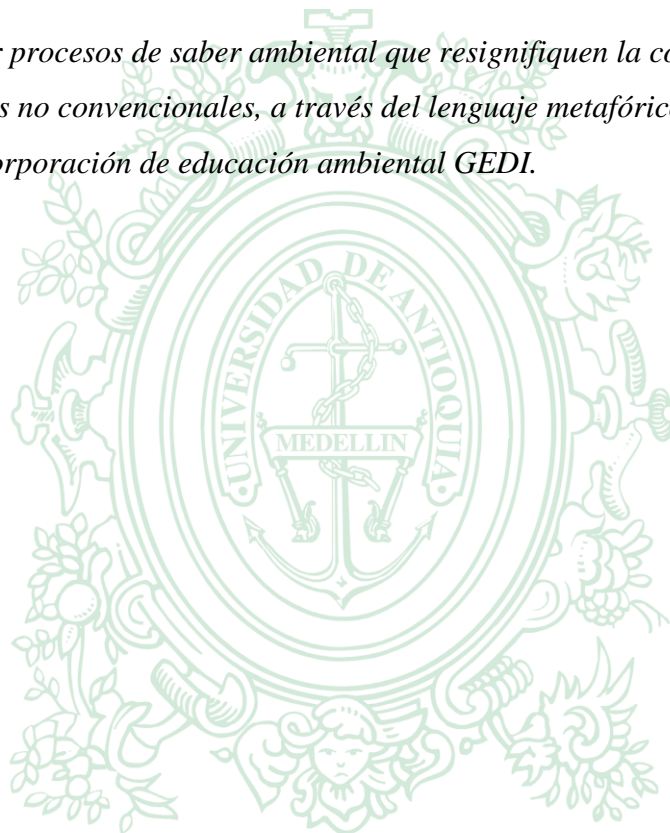 r procesos de saber ambiental que resignifiquen la co
s no convencionales, a través del lenguaje metafóric
orporación de educación ambiental GEDI.
UNIVERSIDAD DE ANTIOQUIA
MEDELLIN